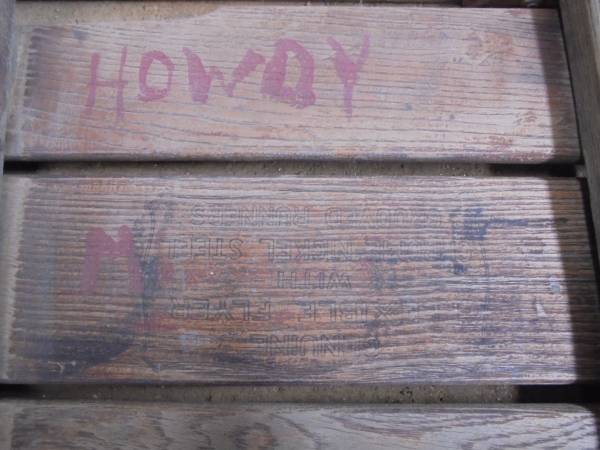 HOWDY
M
GENUINE
FLEXIBLE FLYER
WITH
NICKEL STEEL
GROOVED RUNNERS